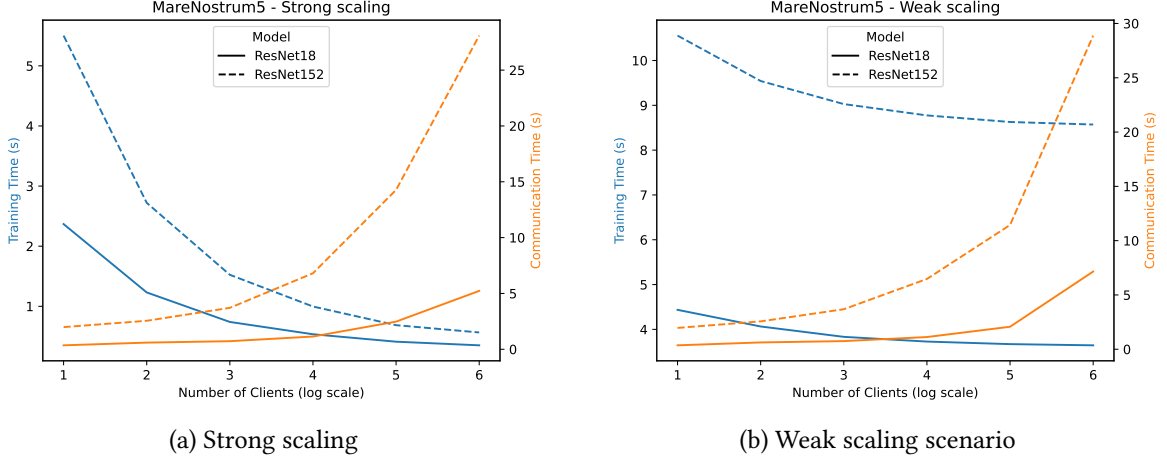 MareNostrum5 - Strong scaling
Model
ResNet18
ResNet152
5
4
3
2
1
Training Time (s)
25
20
15
10
5
0
Communication Time (s)
1 2 3 4 5 6
Number of Clients (log scale)
(a) Strong scaling
MareNostrum5 - Weak scaling
Model
ResNet18
ResNet152
10
9
8
7
6
5
4
Training Time (s)
30
25
20
15
10
5
0
Communication Time (s)
1 2 3 4 5 6
Number of Clients (log scale)
(b) Weak scaling scenario